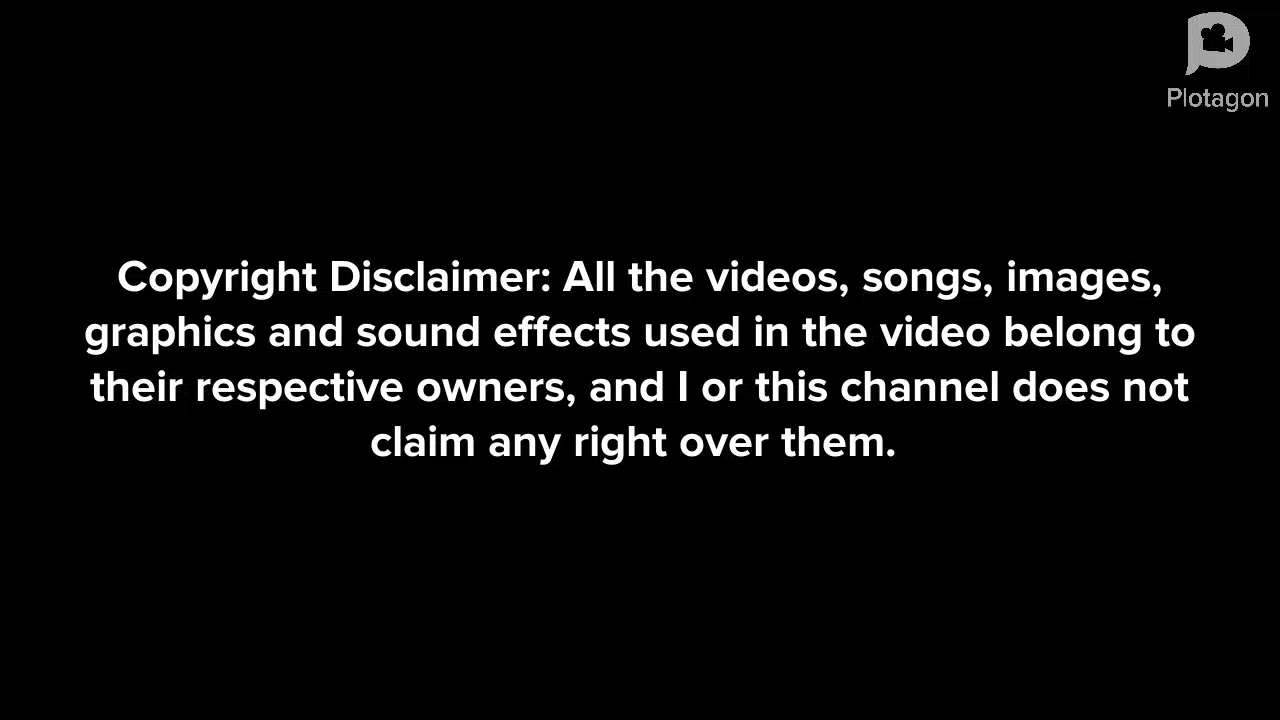 Plotagon
Copyright Disclaimer: All the videos, songs, images,
graphics and sound effects used in the video belong to
their respective owners, and I or this channel does not
claim any right over them.